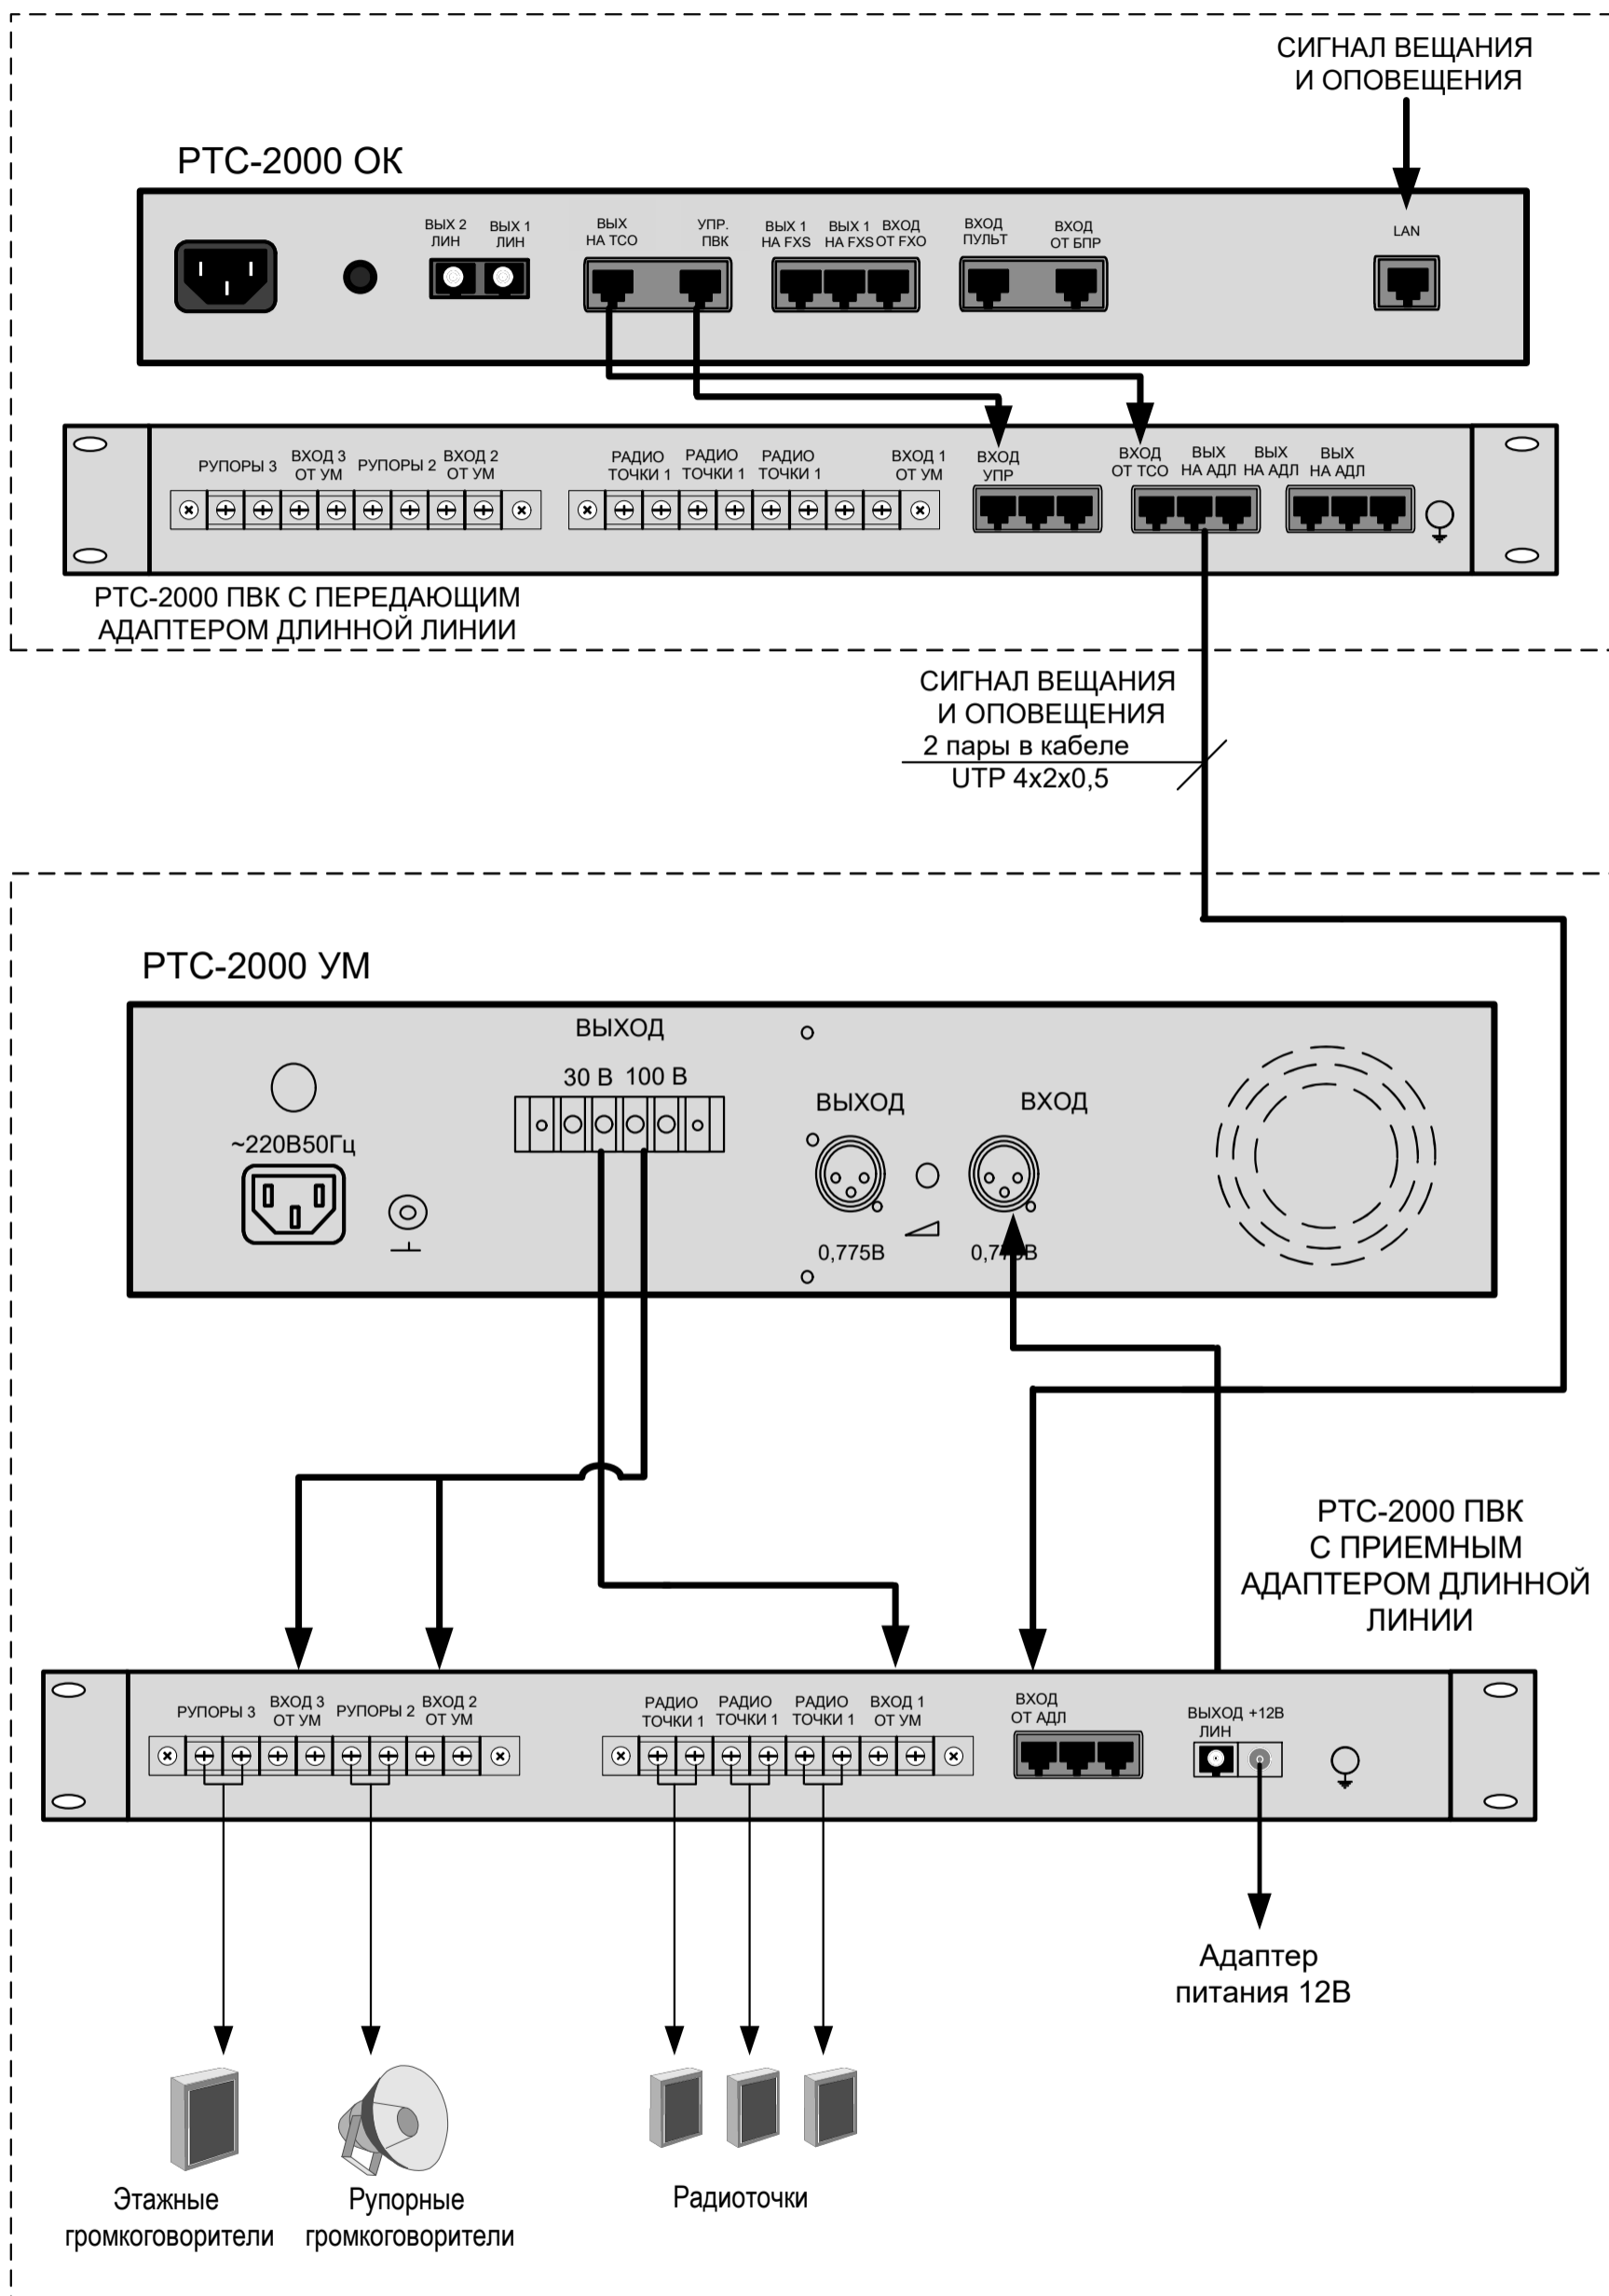 СИГНАЛ ВЕЩАНИЯ
И ОПОВЕЩЕНИЯ
РТС-2000 ОК
ВЫХ 2
ЛИН
ВЫХ 1
ЛИН
ВЫХ
НА ТСО
УПР.
ПВК
ВЫХ 1
НА FXS
ВЫХ 1
НА FXS
ВХОД
ОТ FXO
ВХОД
ПУЛЬТ
ВХОД
ОТ БПР
LAN
РУПОРЫ 3
ВХОД 3
ОТ УМ
РУПОРЫ 2
ВХОД 2
ОТ УМ
РАДИО
ТОЧКИ 1
РАДИО
ТОЧКИ 1
РАДИО
ТОЧКИ 1
ВХОД 1
ОТ УМ
ВХОД
УПР
ВХОД
ОТ ТСО
ВЫХ
НА АДЛ
ВЫХ
НА АДЛ
ВЫХ
НА АДЛ
РТС-2000 ПВК С ПЕРЕДАЮЩИМ
АДАПТЕРОМ ДЛИННОЙ ЛИНИИ
СИГНАЛ ВЕЩАНИЯ
И ОПОВЕЩЕНИЯ
2 пары в кабеле
UTP 4х2х0,5
РТС-2000 УМ
ВЫХОД
30 В 100 В
~220В50Гц
ВЫХОД
ВХОД
0,775В
0,775В
РТС-2000 ПВК
С ПРИЕМНЫМ
АДАПТЕРОМ ДЛИННОЙ
ЛИНИИ
РУПОРЫ 3
ВХОД 3
ОТ УМ
РУПОРЫ 2
ВХОД 2
ОТ УМ
РАДИО
ТОЧКИ 1
РАДИО
ТОЧКИ 1
РАДИО
ТОЧКИ 1
ВХОД 1
ОТ УМ
ВХОД
ОТ АДЛ
ВЫХОД
ЛИН
+12В
Адаптер
питания 12В
Этажные
громкоговорители
Рупорные
громкоговорители
Радиоточки